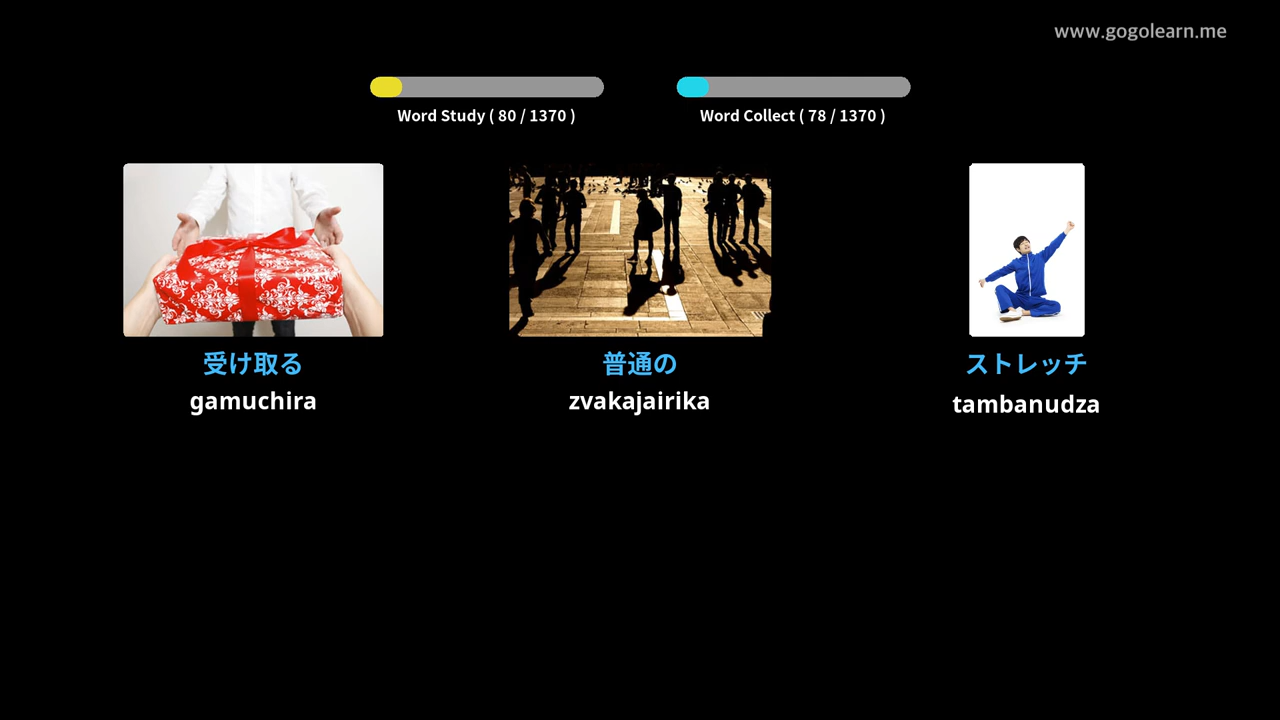 www.gogolearn.me
Word Study ( 80 / 1370 )
Word Collect ( 78 / 1370 )
受け取る
普通の
ストレッチ
gamuchira
zvakajairika
tambanudza